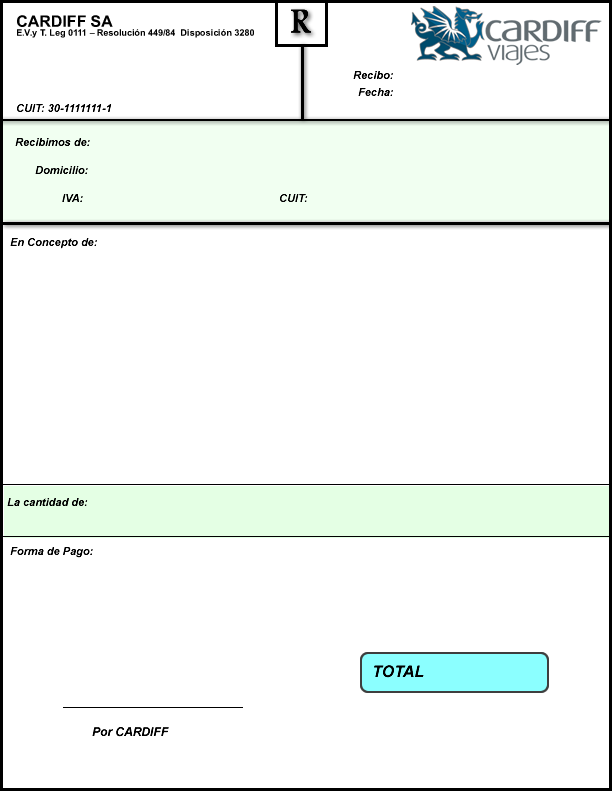 CARDIFF SA
E.V.y T. Leg 0111 – Resolución 449/84 Disposición 3280
R
CARDIFF
viajes
Recibo:
Fecha:
CUIT: 30-1111111-1
Recibimos de:
Domicilio:
IVA: CUIT:
En Concepto de:
La cantidad de:
Forma de Pago:
TOTAL
Por CARDIFF